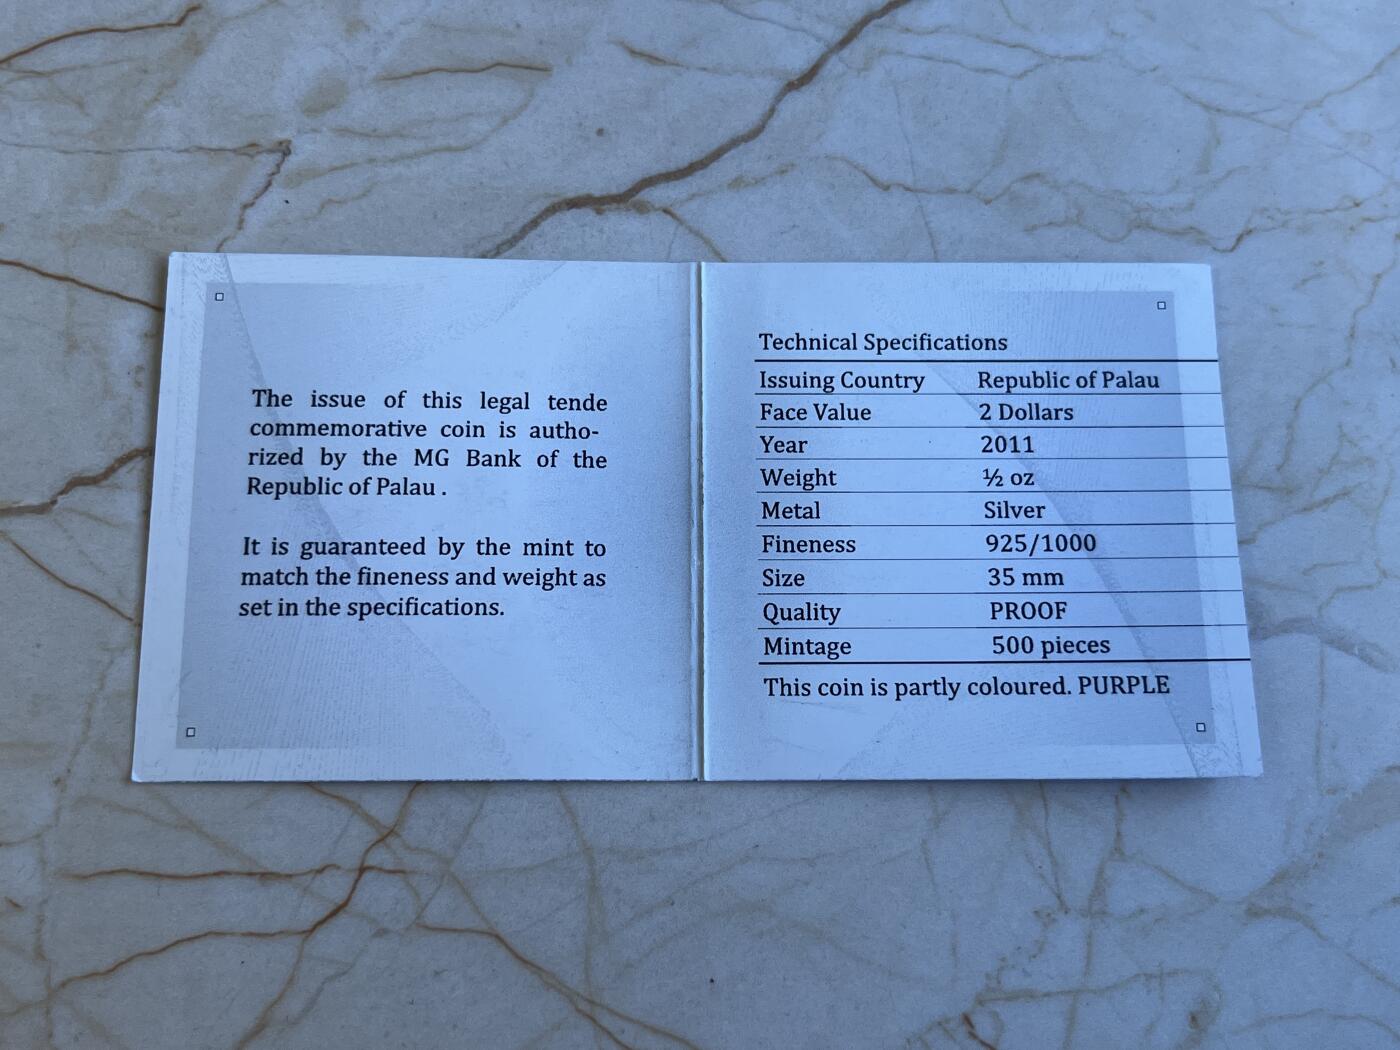 The issue of this legal tende
commemorative coin is autho-
rized by the MG Bank of the
Republic of Palau .
It is guaranteed by the mint to
match the fineness and weight as
set in the specifications.
Technical Specifications
Issuing Country Republic of Palau
Face Value 2 Dollars
Year 2011
Weight ½ oz
Metal Silver
Fineness 925/1000
Size 35 mm
Quality PROOF
Mintage 500 pieces
This coin is partly coloured. PURPLE